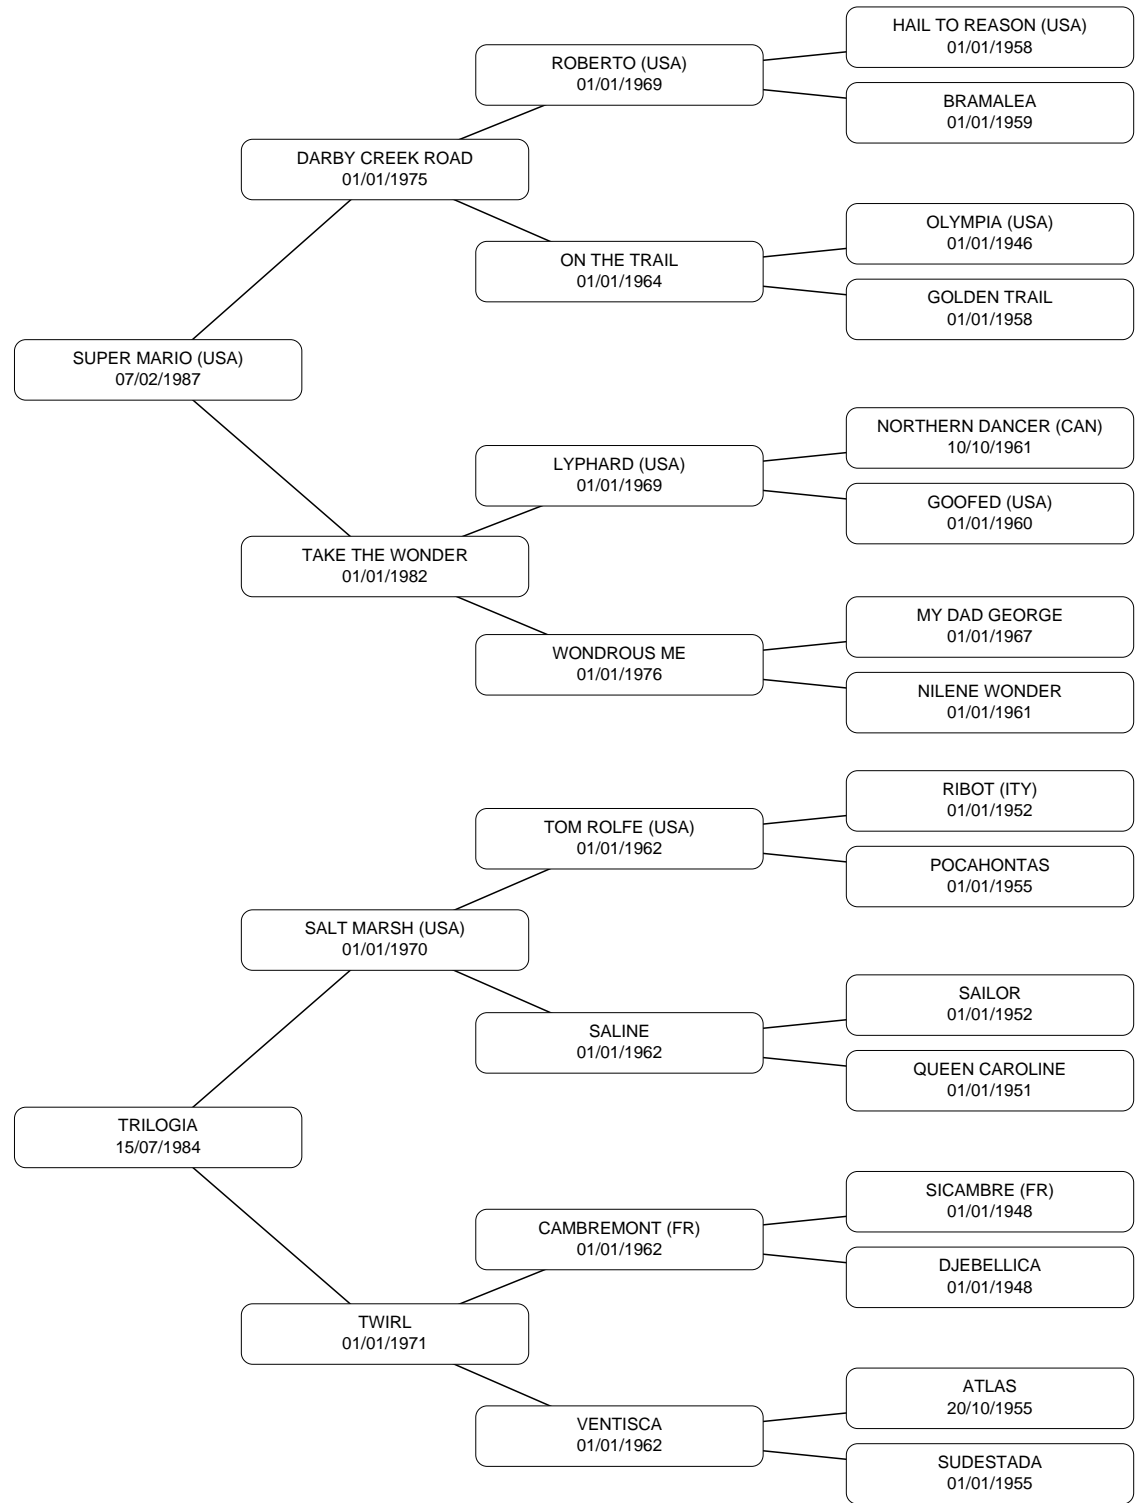 HAIL TO REASON (USA)
01/01/1958
ROBERTO (USA)
01/01/1969
BRAMALEA
01/01/1959
DARBY CREEK ROAD
01/01/1975
OLYMPIA (USA)
01/01/1946
ON THE TRAIL
01/01/1964
GOLDEN TRAIL
01/01/1958
SUPER MARIO (USA)
07/02/1987
NORTHERN DANCER (CAN)
10/10/1961
LYPHARD (USA)
01/01/1969
GOOFED (USA)
01/01/1960
TAKE THE WONDER
01/01/1982
MY DAD GEORGE
01/01/1967
WONDROUS ME
01/01/1976
NILENE WONDER
01/01/1961
RIBOT (ITY)
01/01/1952
TOM ROLFE (USA)
01/01/1962
POCAHONTAS
01/01/1955
SALT MARSH (USA)
01/01/1970
SAILOR
01/01/1952
SALINE
01/01/1962
QUEEN CAROLINE
01/01/1951
TRILOGIA
15/07/1984
SICAMBRE (FR)
01/01/1948
CAMBREMONT (FR)
01/01/1962
DJEBELLICA
01/01/1948
TWIRL
01/01/1971
ATLAS
20/10/1955
VENTISCA
01/01/1962
SUDESTADA
01/01/1955